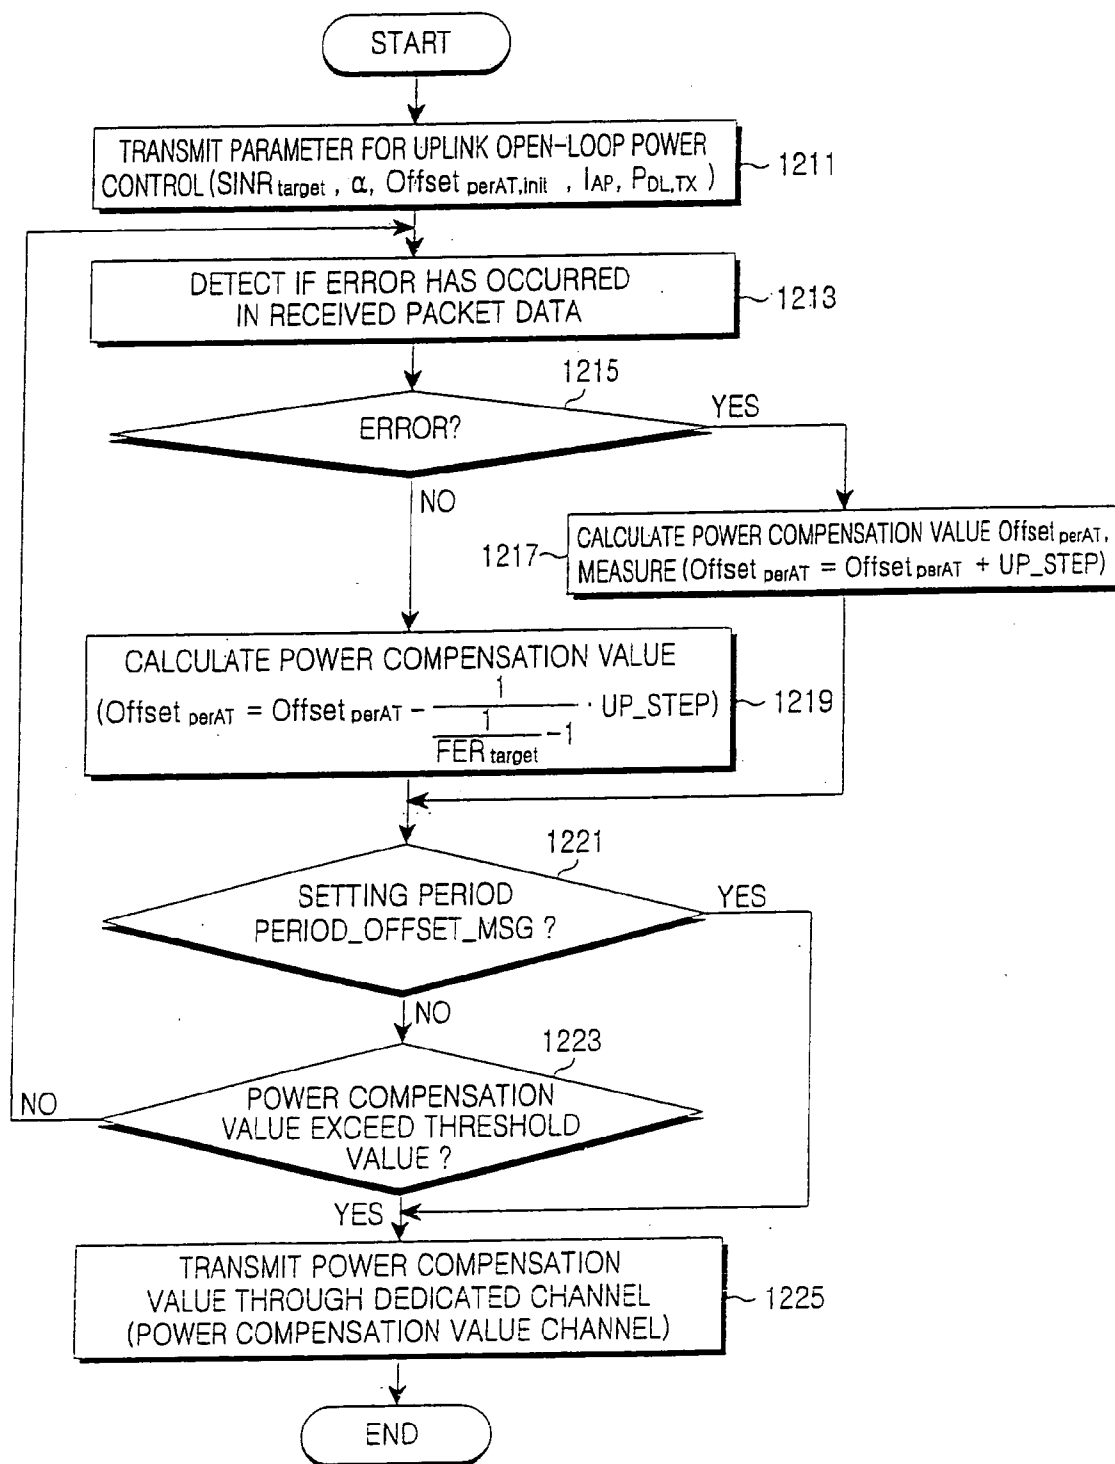 START
TRANSMIT PARAMETER FOR UPLINK OPEN-LOOP POWER
CONTROL (SINR target , α, Offset perAT,init , IAP, PDL,TX )
1211
DETECT IF ERROR HAS OCCURRED
IN RECEIVED PACKET DATA
1213
1215
ERROR?
YES
NO
1217
CALCULATE POWER COMPENSATION VALUE Offset perAT,
MEASURE (Offset perAT = Offset perAT + UP_STEP)
CALCULATE POWER COMPENSATION VALUE
(Offset perAT = Offset perAT - 1 / (1 / FER target - 1) · UP_STEP)
1219
1221
SETTING PERIOD
PERIOD_OFFSET_MSG ?
YES
NO
1223
POWER COMPENSATION
VALUE EXCEED THRESHOLD
VALUE ?
NO
YES
TRANSMIT POWER COMPENSATION
VALUE THROUGH DEDICATED CHANNEL
(POWER COMPENSATION VALUE CHANNEL)
1225
END